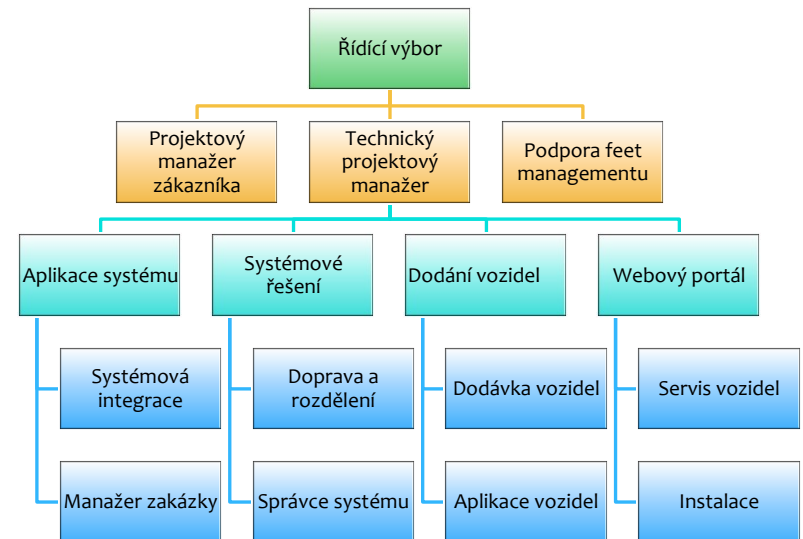 Řídící výbor
Projektový
manažer
zákazníka
Technický
projektový
manažer
Podpora feet
managementu
Aplikace systému
Systémové
řešení
Dodání vozidel
Webový portál
Systémová
integrace
Doprava a
rozdělení
Dodávka vozidel
Servis vozidel
Manažer zakázky
Správce systému
Aplikace vozidel
Instalace